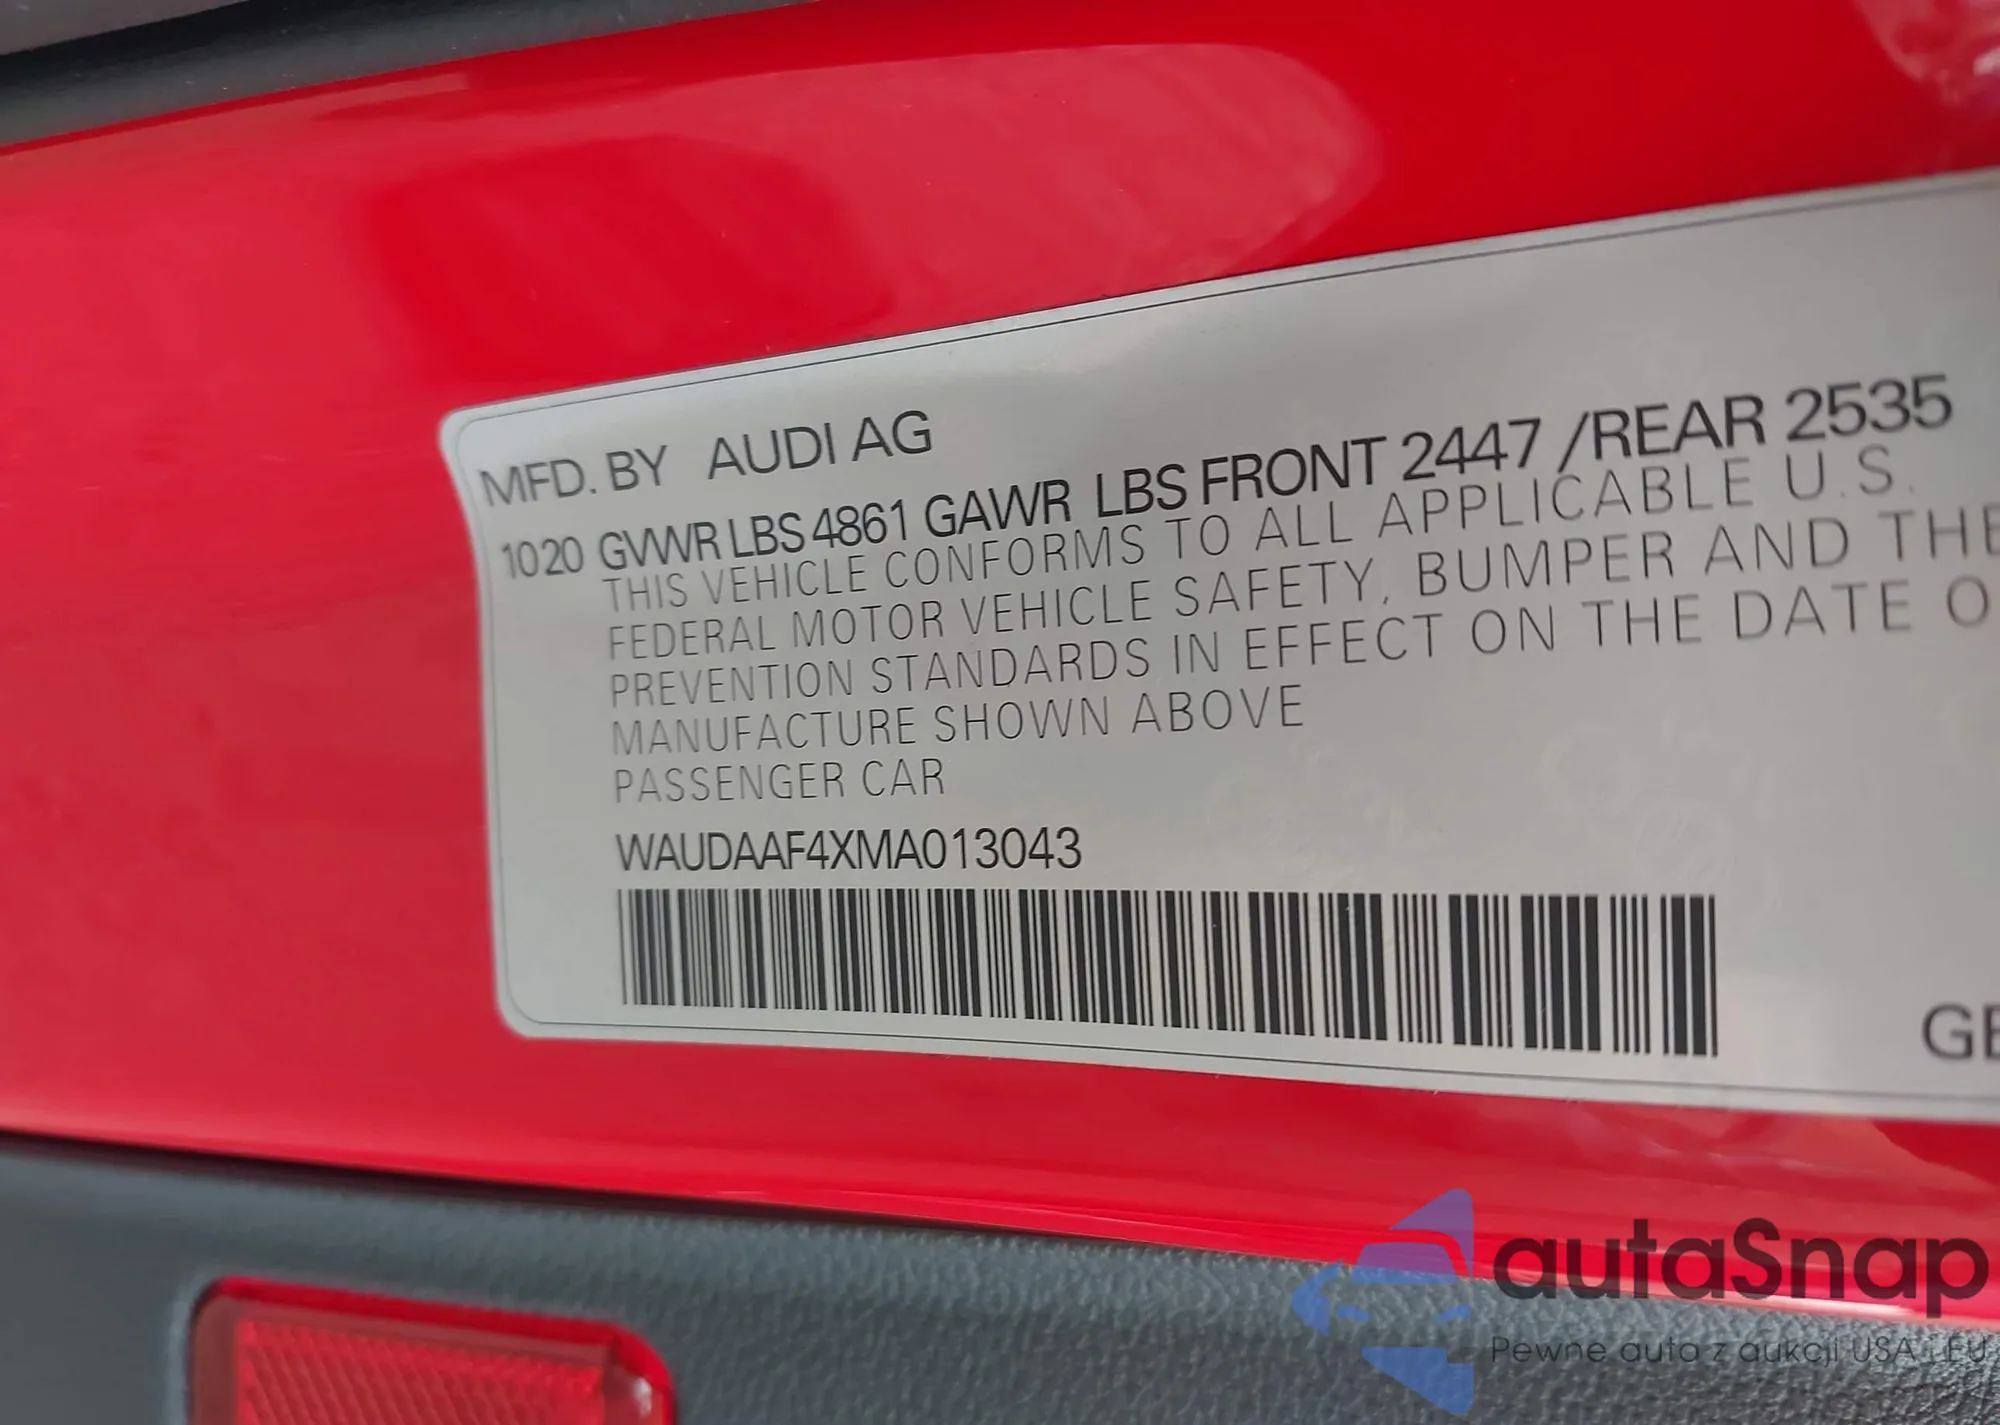 MFD. BY AUDI AG
1020 GVWR LBS 4861 GAWR LBS FRONT 2447 /REAR 2535
THIS VEHICLE CONFORMS TO ALL APPLICABLE U.S.
FEDERAL MOTOR VEHICLE SAFETY, BUMPER AND THE
PREVENTION STANDARDS IN EFFECT ON THE DATE O
MANUFACTURE SHOWN ABOVE
PASSENGER CAR
WAUDAAF4XMA013043
GE
autaSnap
Pewne auta z aukcji USA i EU